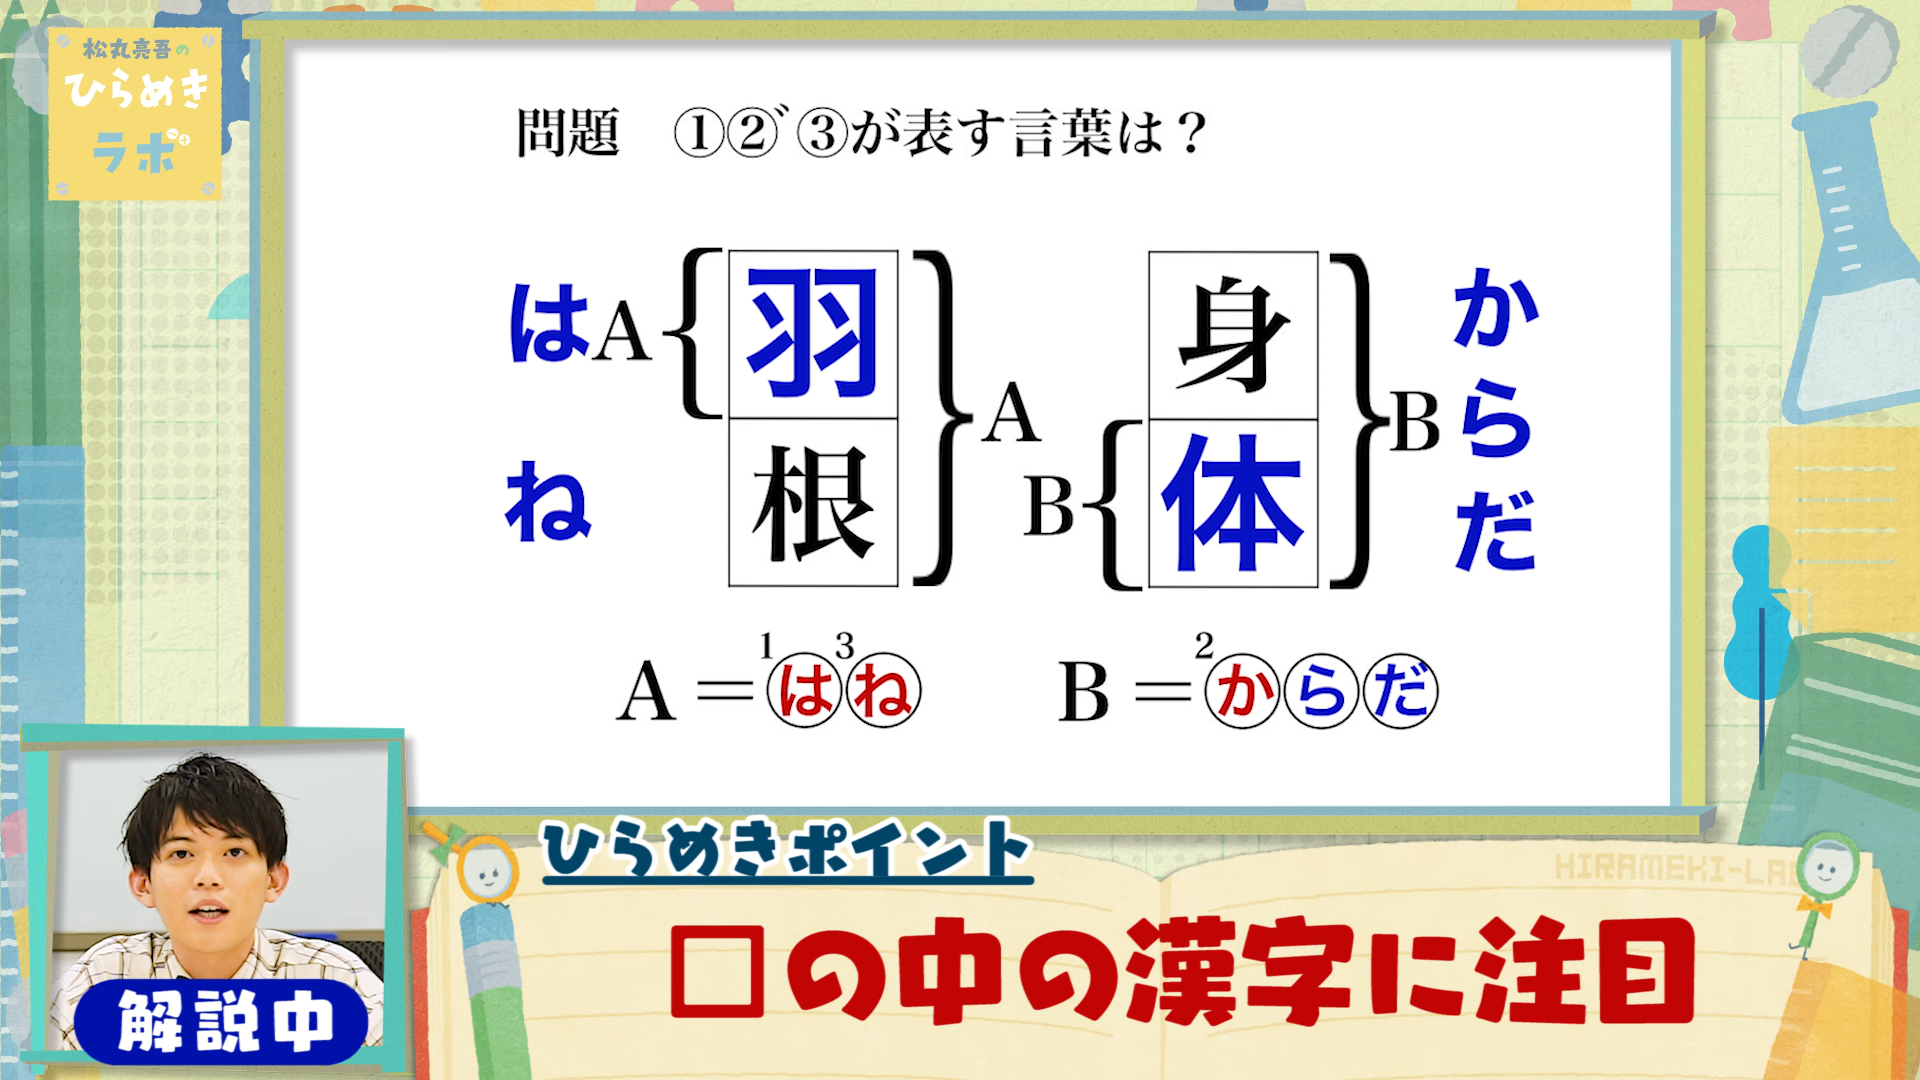 松丸亮吾の
ひらめき
ラボ
問題 ①②゛③が表す言葉は？
はA{羽}A
ね 根
身}B からだ
B{体
A＝はね B＝からだ
1 3 2
ひらめきポイント
HIRAMEKI-LA
□の中の漢字に注目
解説中